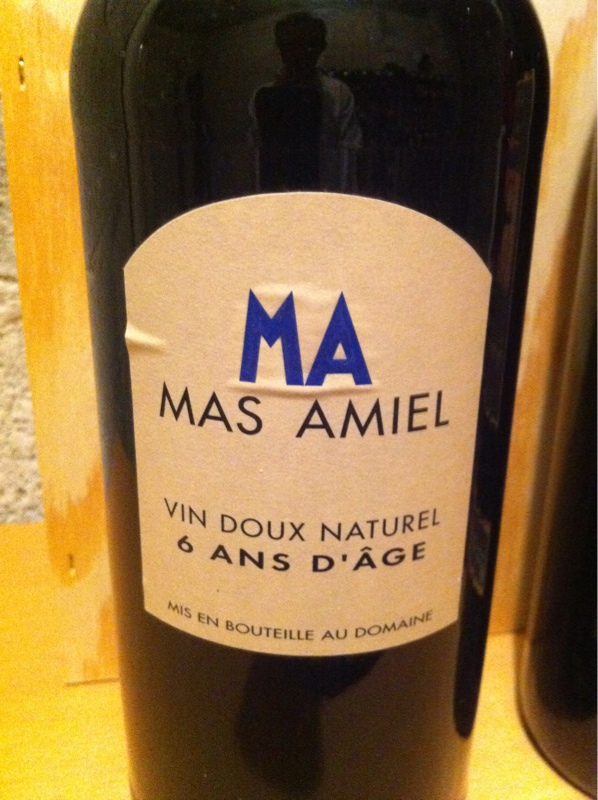 MA
MAS AMIEL
VIN DOUX NATUREL
6 ANS D'ÂGE
MIS EN BOUTEILLE AU DOMAINE